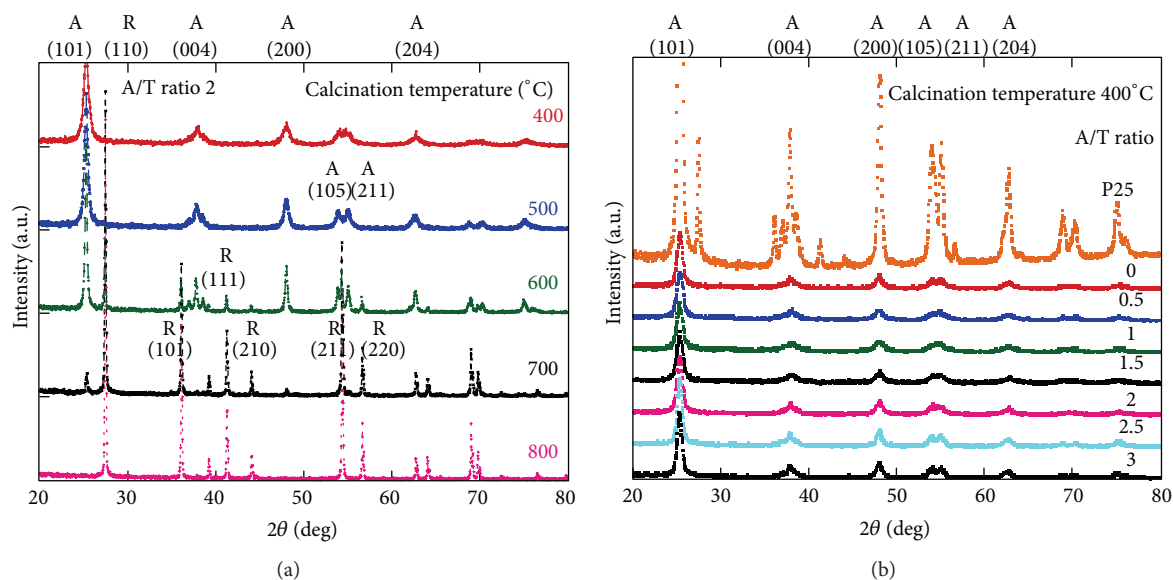 A R A A A
(101) (110) (004) (200) (204)
A/T ratio 2 Calcination temperature (°C)
400
A A
(105) (211)
500
R
(111)
600
R R R R
(101) (210) (211) (220)
700
800
Intensity (a.u.)
20 30 40 50 60 70 80
2θ (deg)
(a)
A A A A A A
(101) (004) (200) (105) (211) (204)
Calcination temperature 400°C
A/T ratio
P25
0
0.5
1
1.5
2
2.5
3
Intensity (a.u.)
20 30 40 50 60 70 80
2θ (deg)
(b)